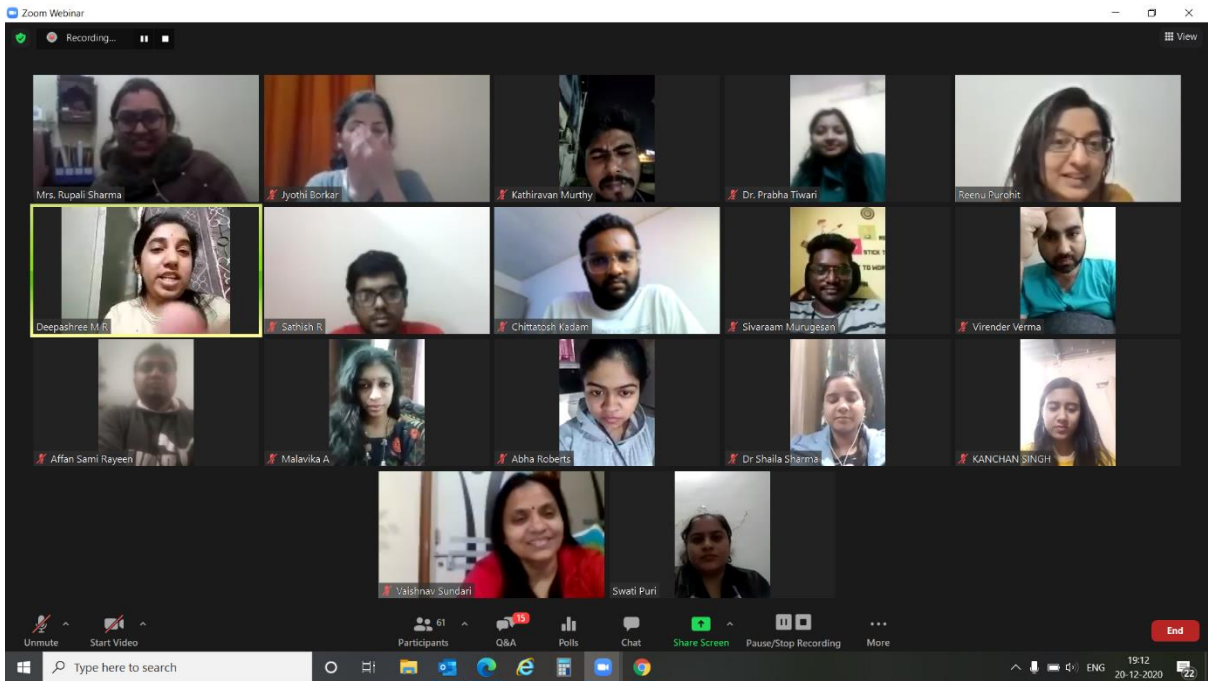 Zoom Webinar
Recording...
View
Mrs. Rupali Sharma
Jyothi Borkar
Kathiravan Murthy
Dr. Prabha Tiwari
Reenu Purohit
Deepashree M R
Sathish R
Chittatosh Kadam
Sivaraam Murugesan
Virender Verma
STICK
TO
Affan Sami Rayeen
Malavika A
Abha Roberts
Dr Shaila Sharma
KANCHAN SINGH
Vaishnav Sundari
Swati Puri
Unmute
Start Video
61
Participants
15
Q&A
Polls
Chat
Share Screen
Pause/Stop Recording
More
End
Type here to search
ENG
19:12
20-12-2020
22